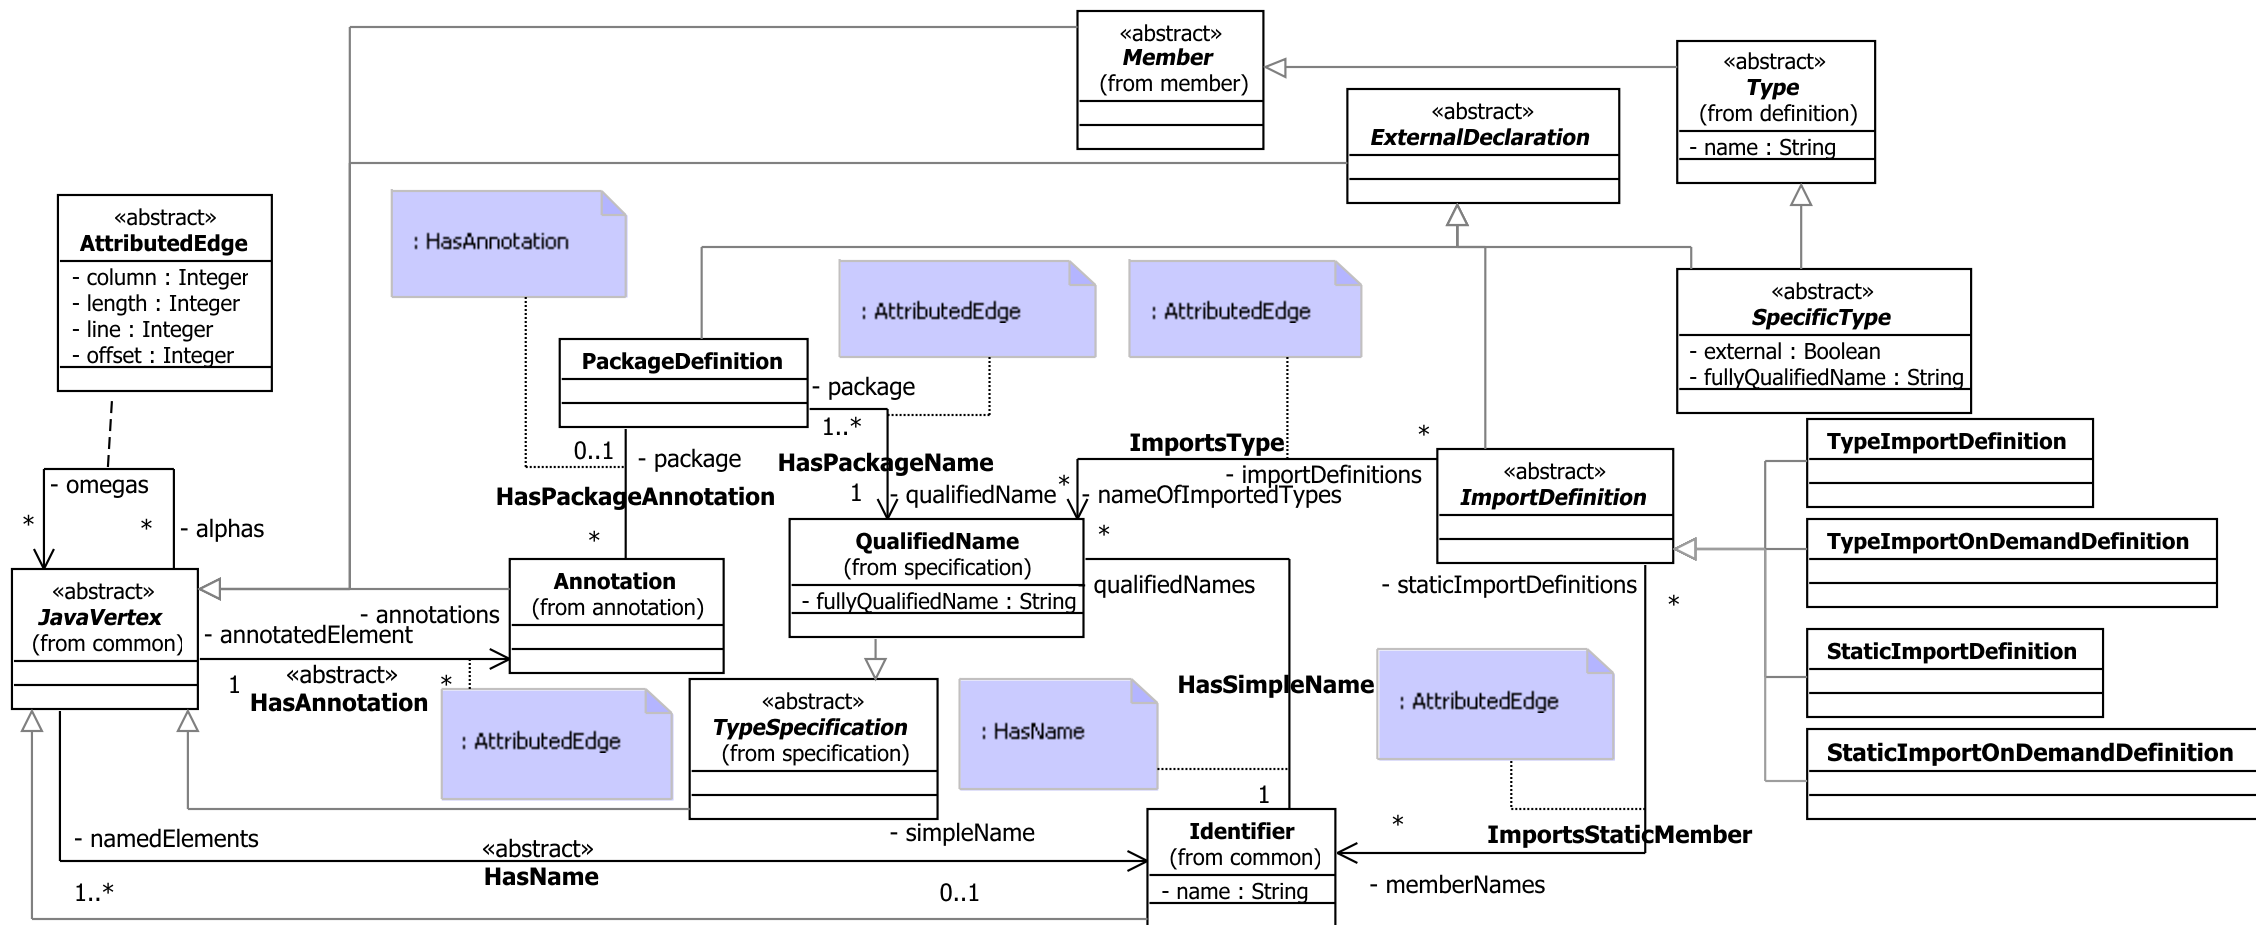 «abstract»
Member
(from member)
«abstract»
Type
(from definition)
- name : String
«abstract»
ExternalDeclaration
«abstract»
AttributedEdge
- column : Integer
- length : Integer
- line : Integer
- offset : Integer
: HasAnnotation
: AttributedEdge
: AttributedEdge
«abstract»
SpecificType
- external : Boolean
- fullyQualifiedName : String
PackageDefinition
- package
1..*
HasPackageName
1
- qualifiedName
0..1
- package
HasPackageAnnotation
*
ImportsType
*
- importDefinitions
*
- nameOfImportedTypes
«abstract»
ImportDefinition
TypeImportDefinition
TypeImportOnDemandDefinition
StaticImportDefinition
StaticImportOnDemandDefinition
- omegas
*
*
- alphas
«abstract»
JavaVertex
(from common)
Annotation
(from annotation)
- annotations
- annotatedElement
1
«abstract»
*
HasAnnotation
: AttributedEdge
QualifiedName
(from specification)
- fullyQualifiedName : String
*
- qualifiedNames
HasSimpleName
1
- staticImportDefinitions
*
: AttributedEdge
«abstract»
TypeSpecification
(from specification)
: HasName
- namedElements
«abstract»
HasName
1..*
- simpleName
0..1
Identifier
(from common)
- name : String
*
ImportsStaticMember
- memberNames